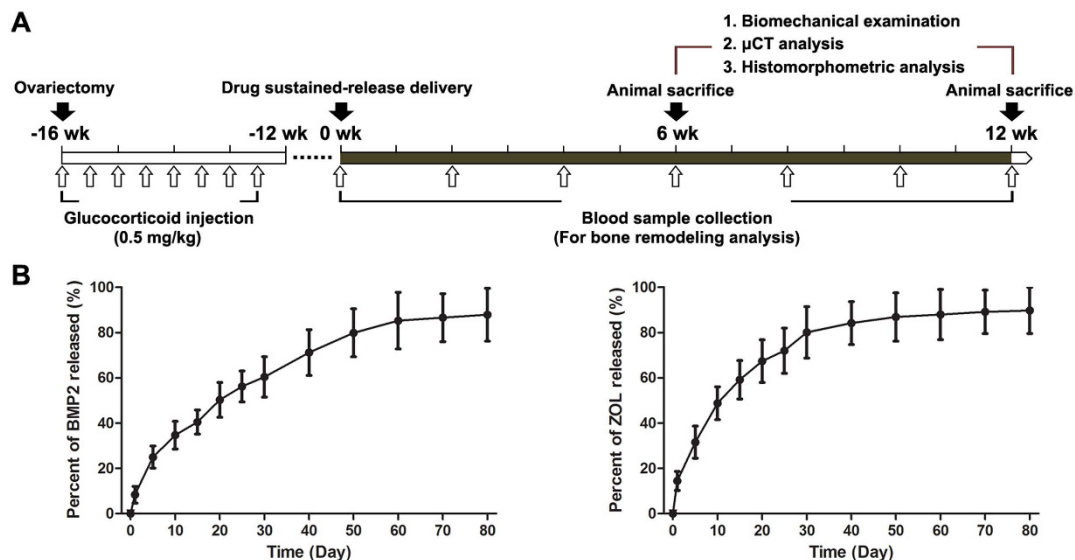 A
1. Biomechanical examination
2. µCT analysis
3. Histomorphometric analysis
Ovariectomy
Drug sustained-release delivery
Animal sacrifice
Animal sacrifice
-16 wk
-12 wk
0 wk
6 wk
12 wk
Glucocorticoid injection
(0.5 mg/kg)
Blood sample collection
(For bone remodeling analysis)
B
Percent of BMP2 released (%)
100
80
60
40
20
0
0 10 20 30 40 50 60 70 80
Time (Day)
Percent of ZOL released (%)
100
80
60
40
20
0
0 10 20 30 40 50 60 70 80
Time (Day)